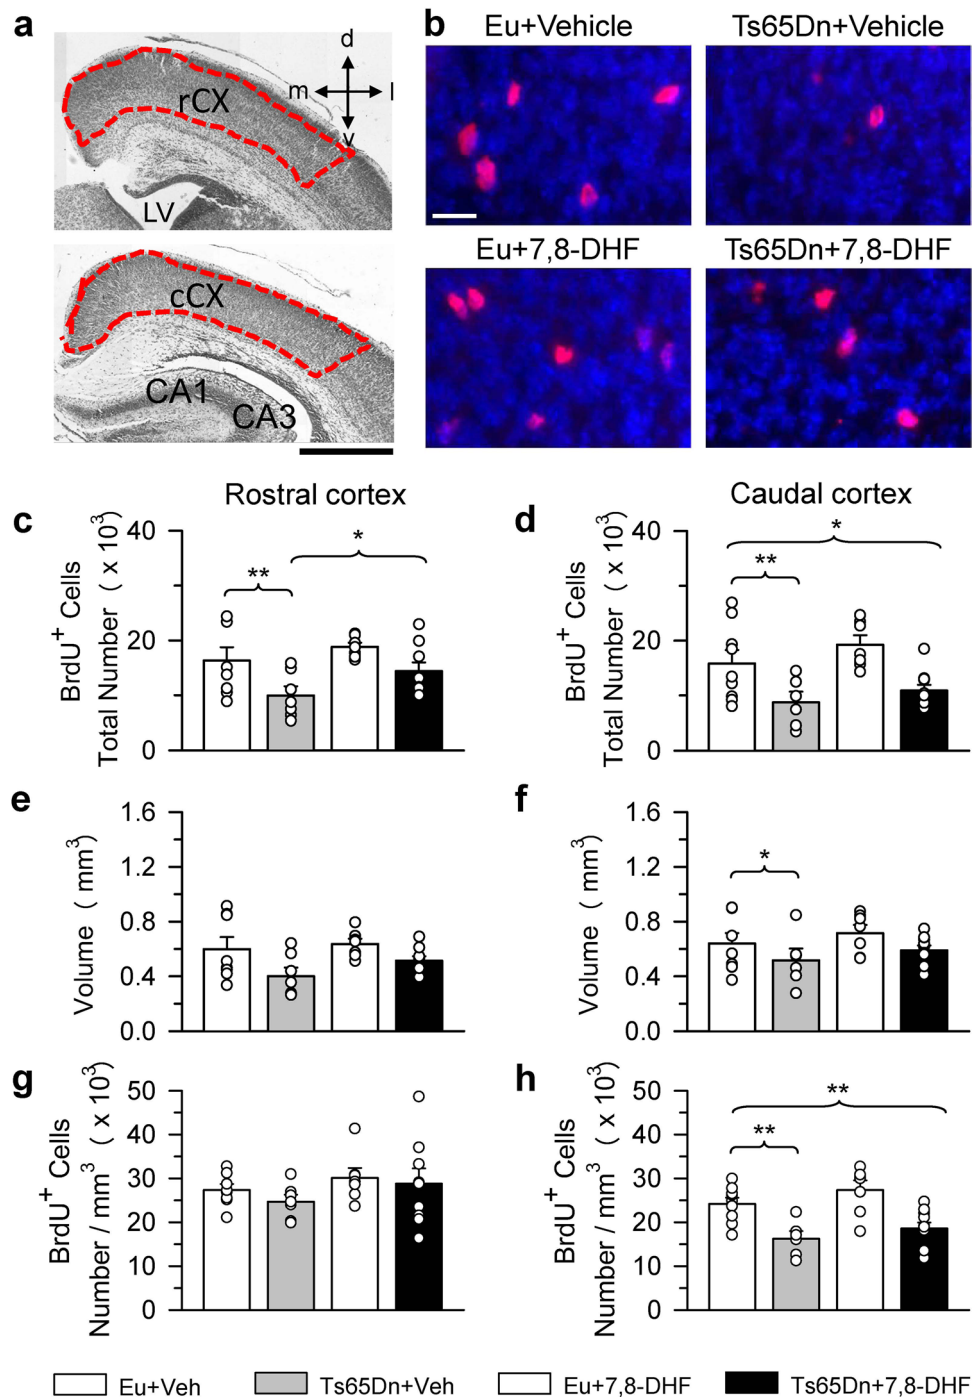 a
d
m
l
v
rCX
LV
cCX
CA1
CA3
b
Eu+Vehicle
Ts65Dn+Vehicle
Eu+7,8-DHF
Ts65Dn+7,8-DHF
Rostral cortex
Caudal cortex
c
BrdU+ Cells
Total Number ( x 10³)
40
20
0
**
*
d
BrdU+ Cells
Total Number ( x 10³)
40
20
0
**
*
e
Volume ( mm³)
1.6
1.2
0.8
0.4
0.0
f
Volume ( mm³)
1.6
1.2
0.8
0.4
0.0
*
g
BrdU+ Cells
Number / mm³ ( x 10³)
50
40
30
20
10
0
h
BrdU+ Cells
Number / mm³ ( x 10³)
50
40
30
20
10
0
**
**
Eu+Veh
Ts65Dn+Veh
Eu+7,8-DHF
Ts65Dn+7,8-DHF